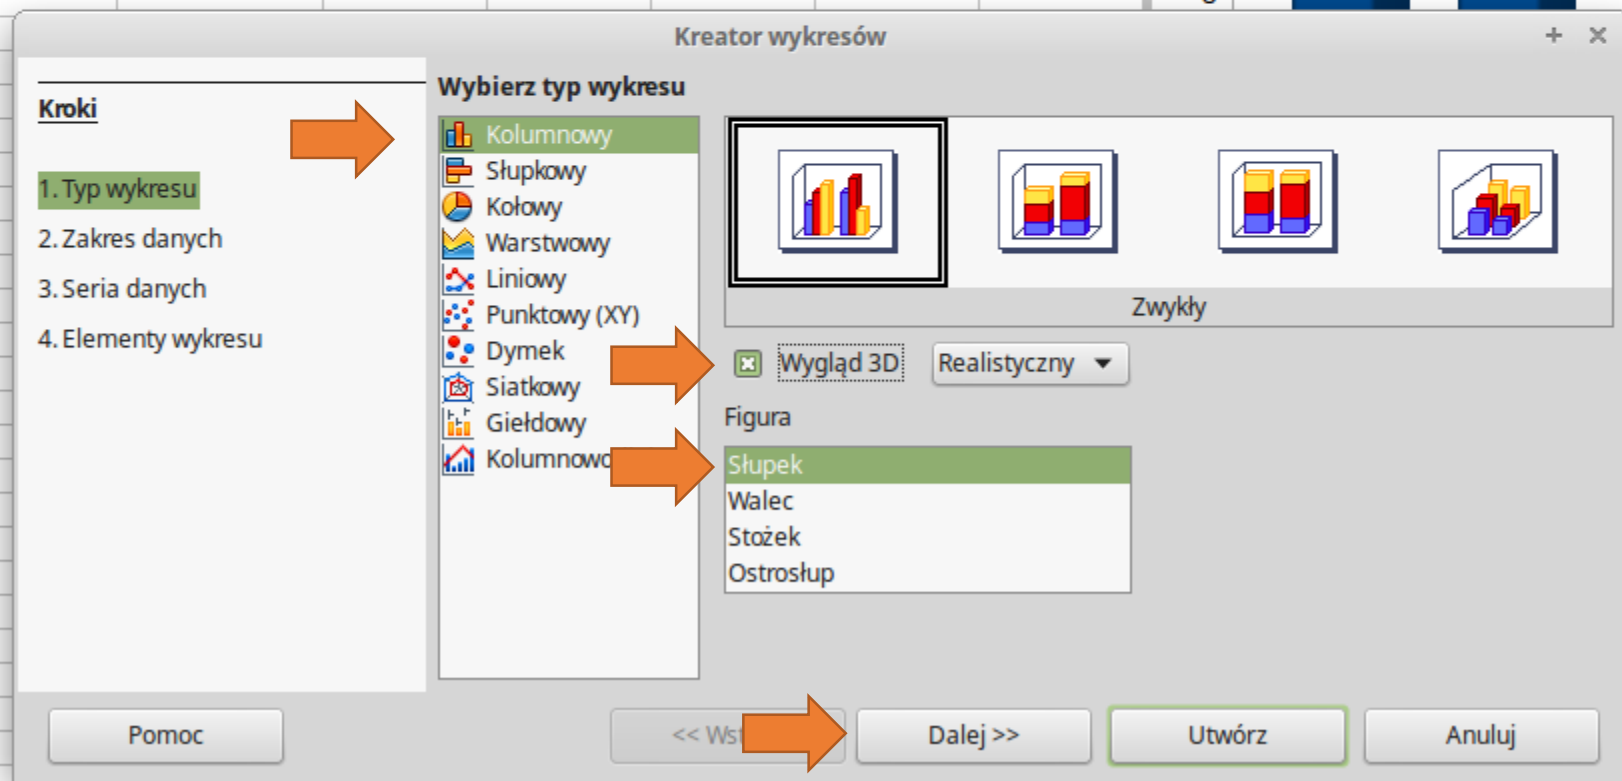 Kreator wykresów
Kroki
1. Typ wykresu
2. Zakres danych
3. Seria danych
4. Elementy wykresu
Wybierz typ wykresu
Kolumnowy
Słupkowy
Kołowy
Warstwowy
Liniowy
Punktowy (XY)
Dymek
Siatkowy
Giełdowy
Zwykły
Wygląd 3D
Realistyczny
Figura
Słupek
Walec
Stożek
Ostrosłup
Pomoc
<<
Dalej >>
Utwórz
Anuluj